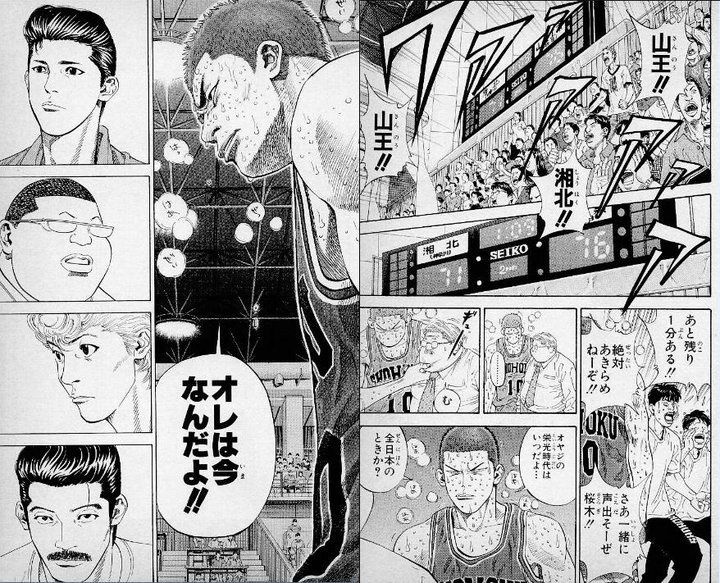 山王!!
山王!!
湘北!!
湘北
71
SEIKO
76
あと残り
1分ある!!
絶対
あきらめ
ねーぞ!!
さあ一緒に
声出そーぜ
桜木!!
10
む
オヤジの
栄光時代は
いつだよ…
全日本の
ときか?
オレは今
なんだよ!!